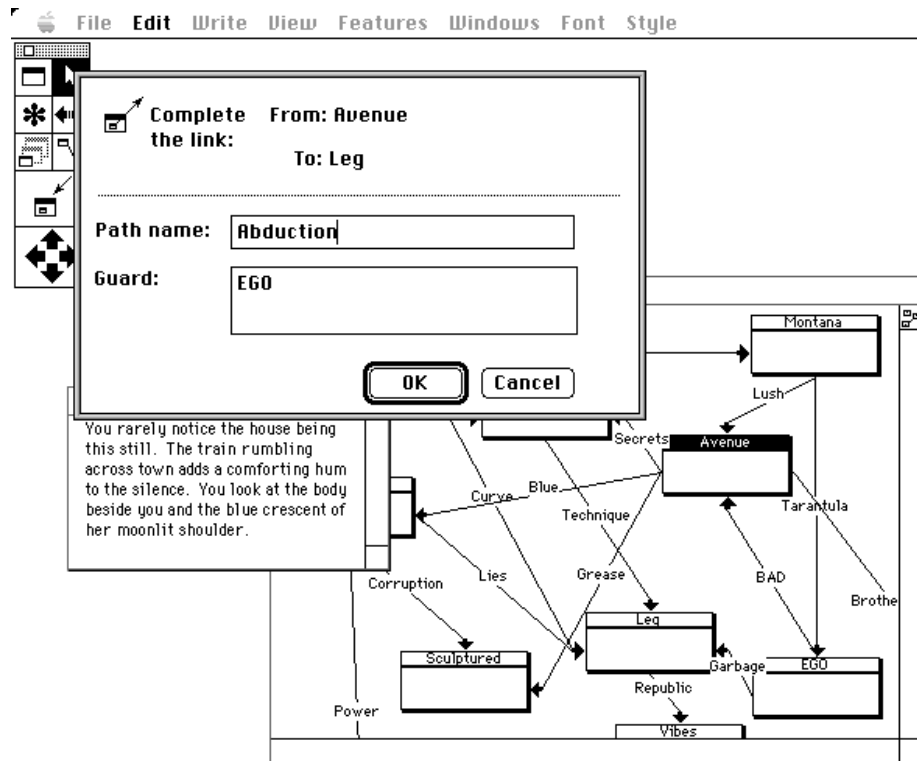 File Edit Write View Features Windows Font Style
Complete the link:
From: Avenue
To: Leg
Path name: Abduction
Guard: EGO
OK Cancel
You rarely notice the house being
this still. The train rumbling
across town adds a comforting hum
to the silence. You look at the body
beside you and the blue crescent of
her moonlit shoulder.
Montana
Lush
Secrets
Avenue
Curve
Blue
Technique
Tarantula
Corruption
Lies
Grease
BAD
Brothe
Leg
Sculptured
Garbage
EGO
Republic
Power
Vibes